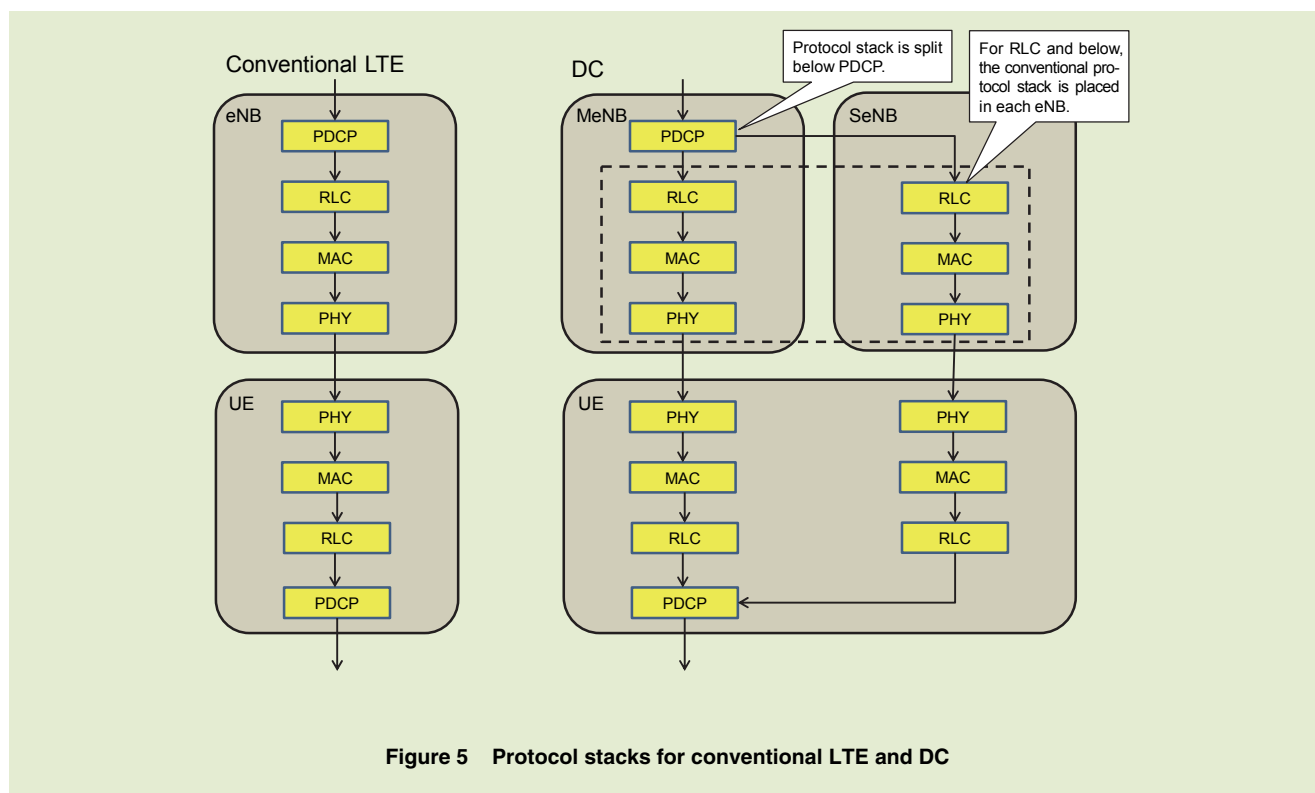 Conventional LTE
eNB
PDCP
RLC
MAC
PHY
UE
PHY
MAC
RLC
PDCP
DC
Protocol stack is split
below PDCP.
For RLC and below,
the conventional pro-
tocol stack is placed
in each eNB.
MeNB
PDCP
RLC
MAC
PHY
SeNB
RLC
MAC
PHY
UE
PHY
MAC
RLC
PDCP
PHY
MAC
RLC
Figure 5 Protocol stacks for conventional LTE and DC